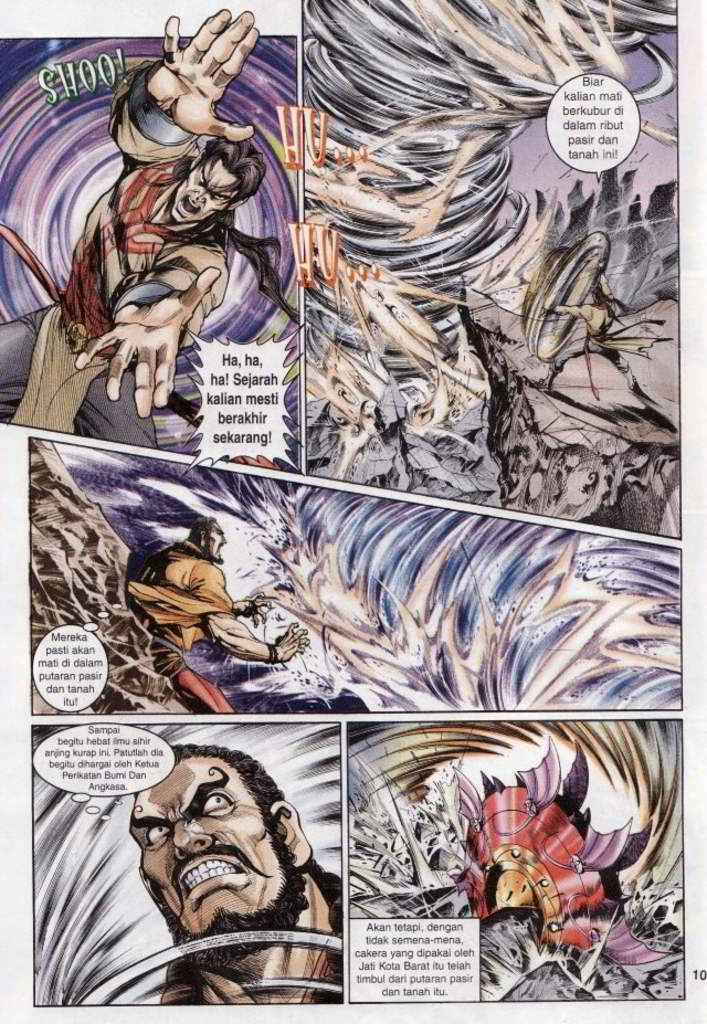 SHOO!
Ha, ha,
ha! Sejarah
kalian mesti
berakhir
sekarang!
HU...
HU...
Biar
kalian mati
berkubur di
dalam ribut
pasir dan
tanah ini!
Mereka
pasti akan
mati di dalam
putaran pasir
dan tanah
itu!
Sampai
begitu hebat ilmu sihir
anjing kurap ini. Patutlah dia
begitu dihargai oleh Ketua
Perikatan Bumi Dan
Angkasa.
Akan tetapi, dengan
tidak semena-mena,
cakera yang dipakai oleh
Jati Kota Barat itu telah
timbul dari putaran pasir
dan tanah itu.
10